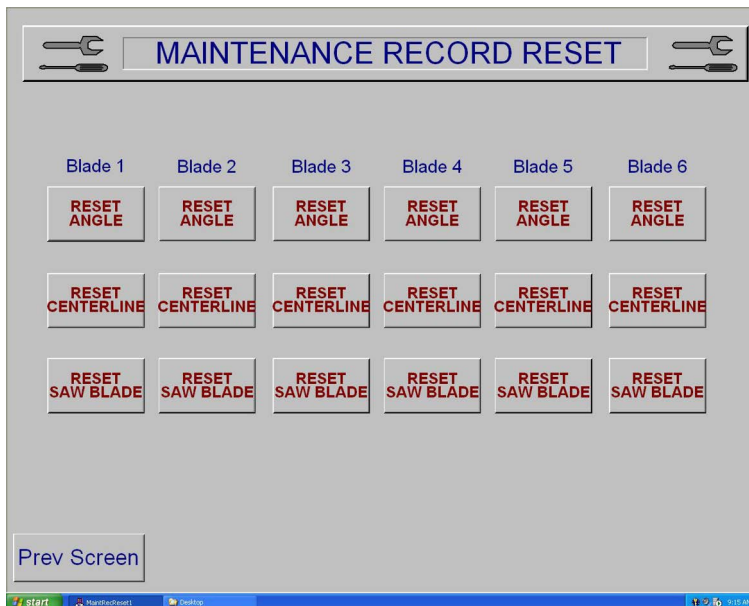 MAINTENANCE RECORD RESET
Blade 1 Blade 2 Blade 3 Blade 4 Blade 5 Blade 6
RESET RESET RESET RESET RESET RESET
ANGLE ANGLE ANGLE ANGLE ANGLE ANGLE
RESET RESET RESET RESET RESET RESET
CENTERLINE CENTERLINE CENTERLINE CENTERLINE CENTERLINE CENTERLINE
RESET RESET RESET RESET RESET RESET
SAW BLADE SAW BLADE SAW BLADE SAW BLADE SAW BLADE SAW BLADE
Prev Screen
start MaintRecReset1 Desktop 9:15 AM